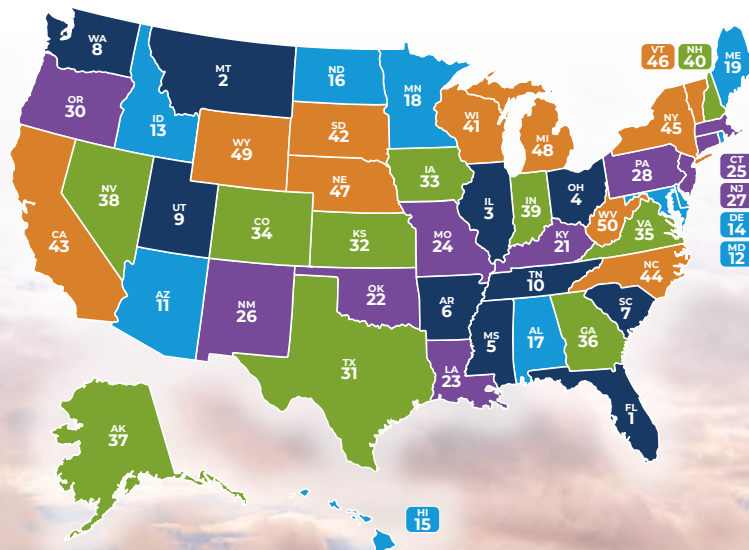 WA
8
MT
2
ND
16
MN
18
VT
46
NH
40
ME
19
OR
30
ID
13
WY
49
SD
42
WI
41
MI
48
NY
45
NV
38
UT
9
CO
34
NE
47
IA
33
IL
3
IN
39
OH
4
PA
28
CT
25
NJ
27
DE
14
MD
12
CA
43
AZ
11
NM
26
KS
32
MO
24
KY
21
WV
50
VA
35
OK
22
AR
6
TN
10
NC
44
SC
7
TX
31
LA
23
MS
5
AL
17
GA
36
FL
1
AK
37
HI
15